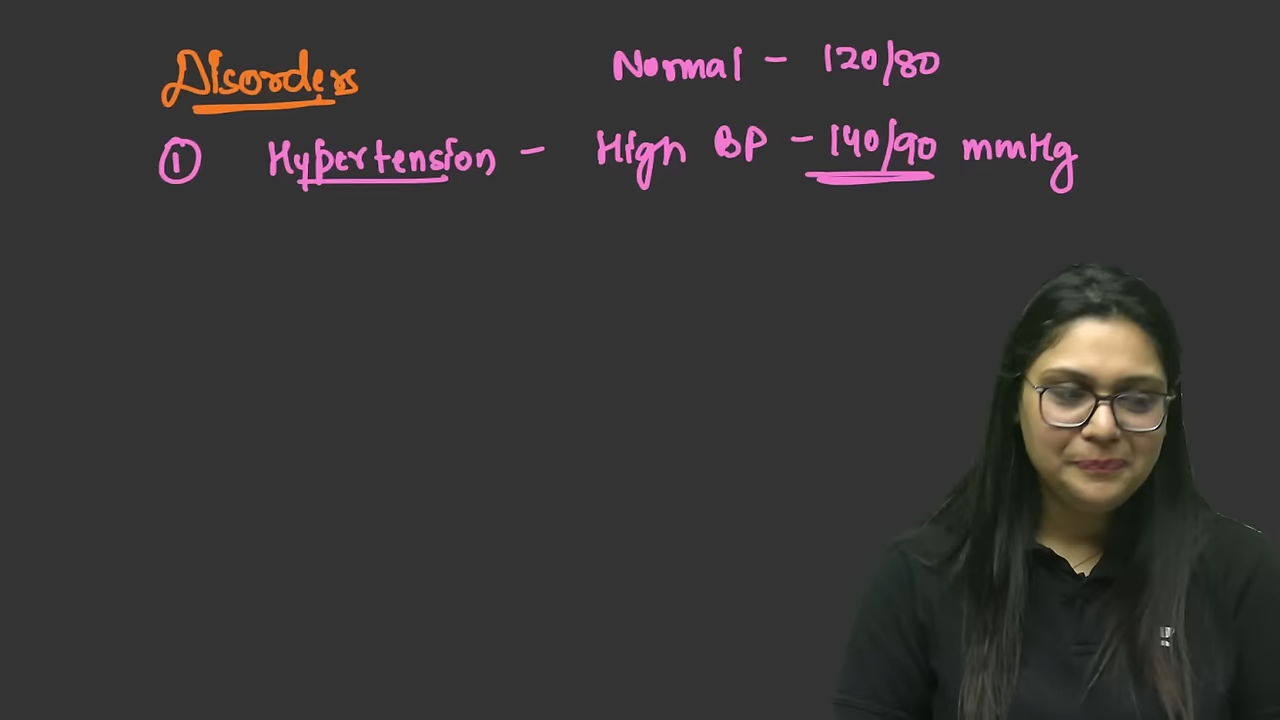 Disorders
Normal - 120/80
① Hypertension - High BP - 140/90 mmHg